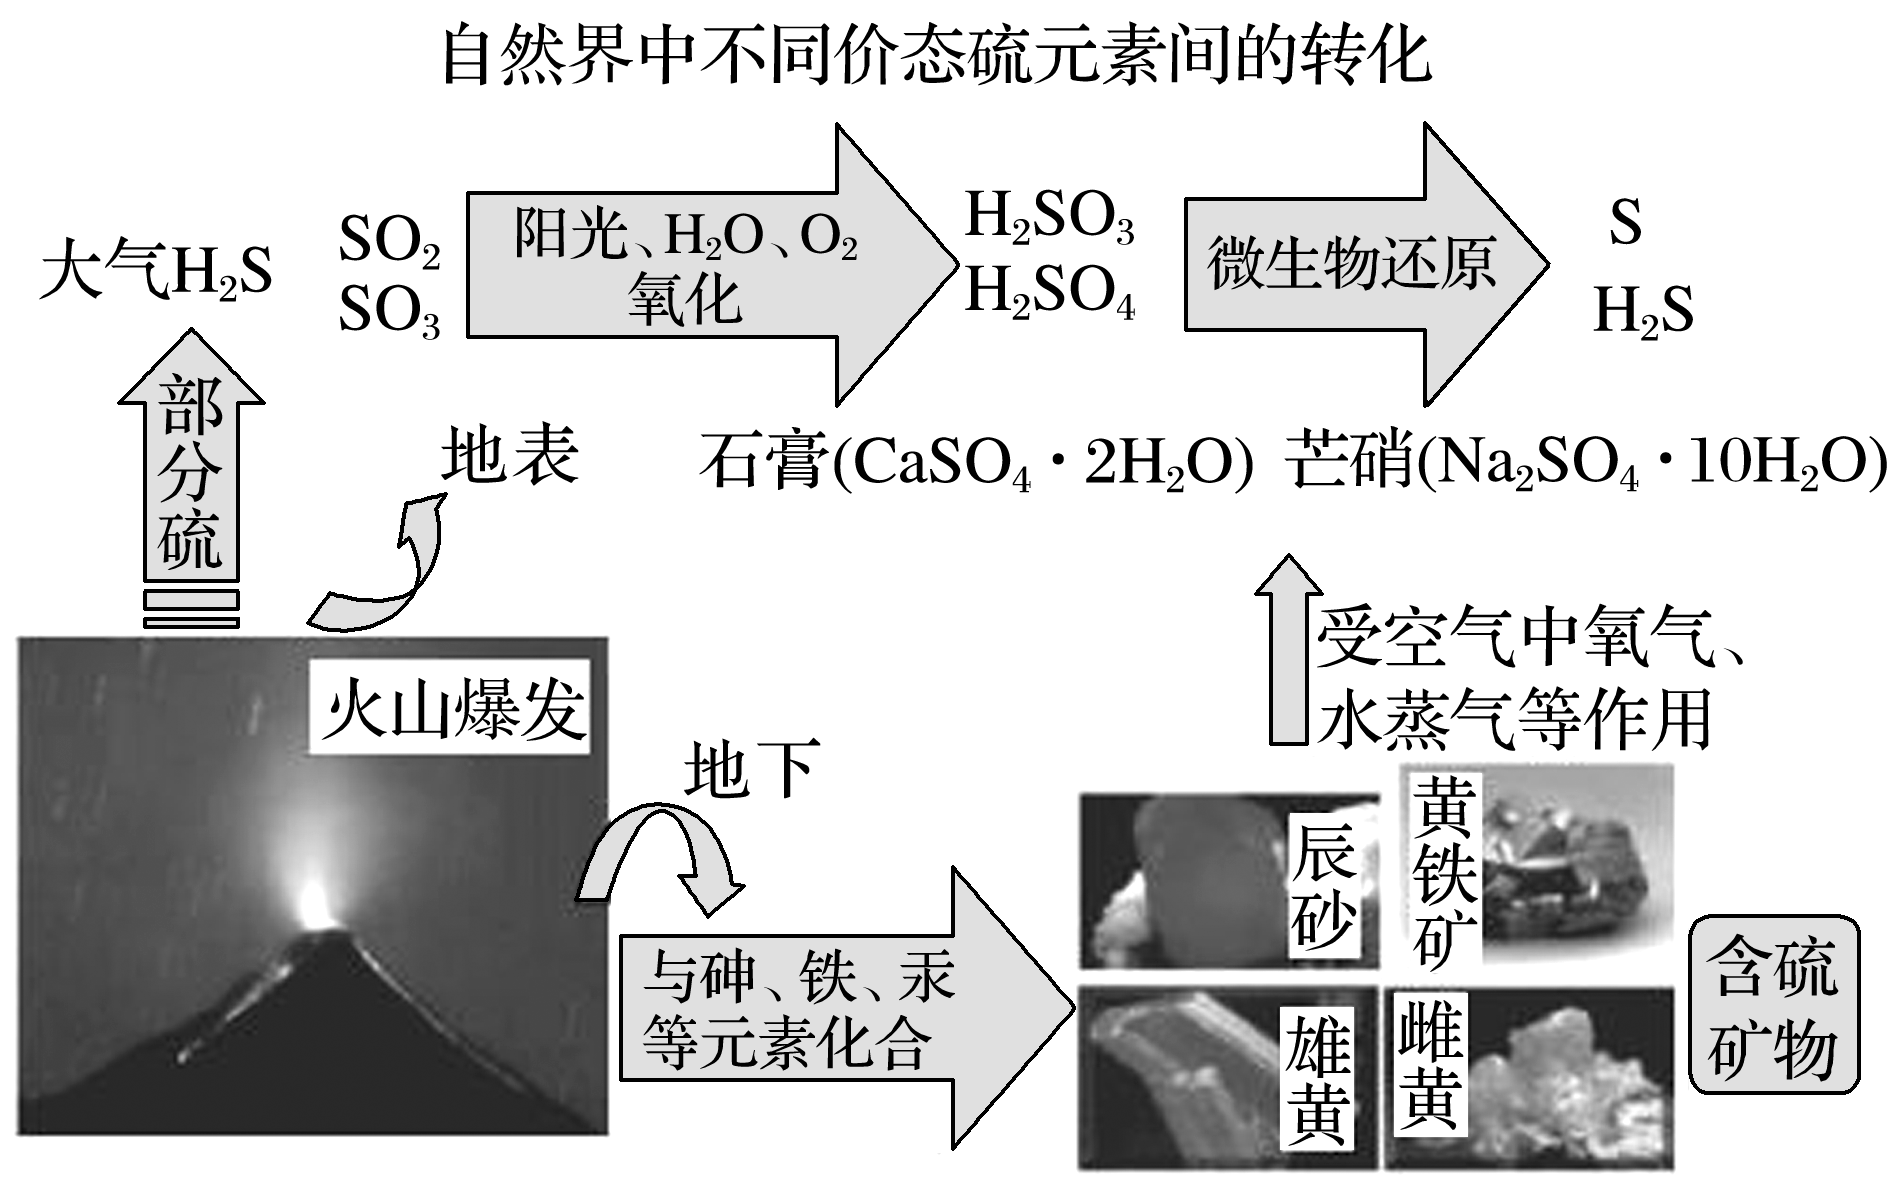 自然界中不同价态硫元素间的转化
大气H₂S
SO₂
SO₃
阳光、H₂O、O₂
氧化
H₂SO₃
H₂SO₄
微生物还原
S
H₂S
部分硫
地表
石膏(CaSO₄·2H₂O)
芒硝(Na₂SO₄·10H₂O)
火山爆发
受空气中氧气、
水蒸气等作用
地下
与砷、铁、汞
等元素化合
辰砂
黄铁矿
雄黄
雌黄
含硫
矿物